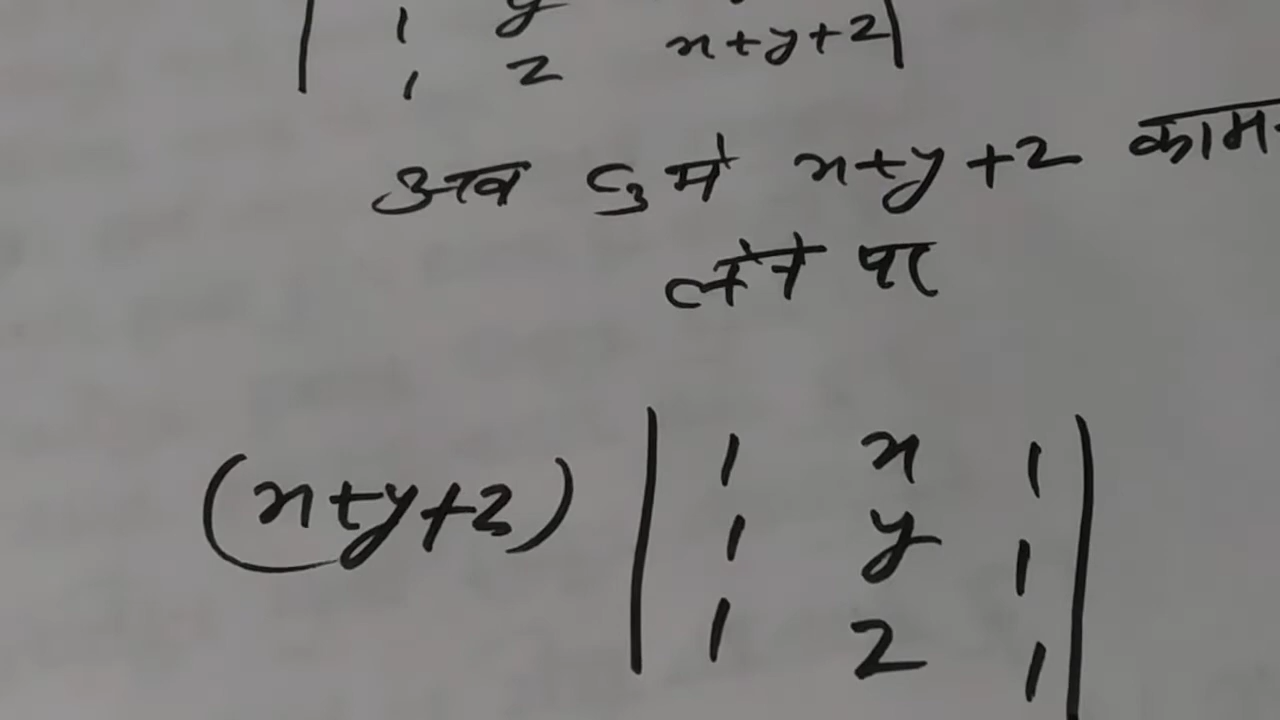 | 1 y
| 1 z x+y+z |
अब C3 में x+y+z कामन
लेने पर
(x+y+z) | 1 x 1 |
| 1 y 1 |
| 1 z 1 |